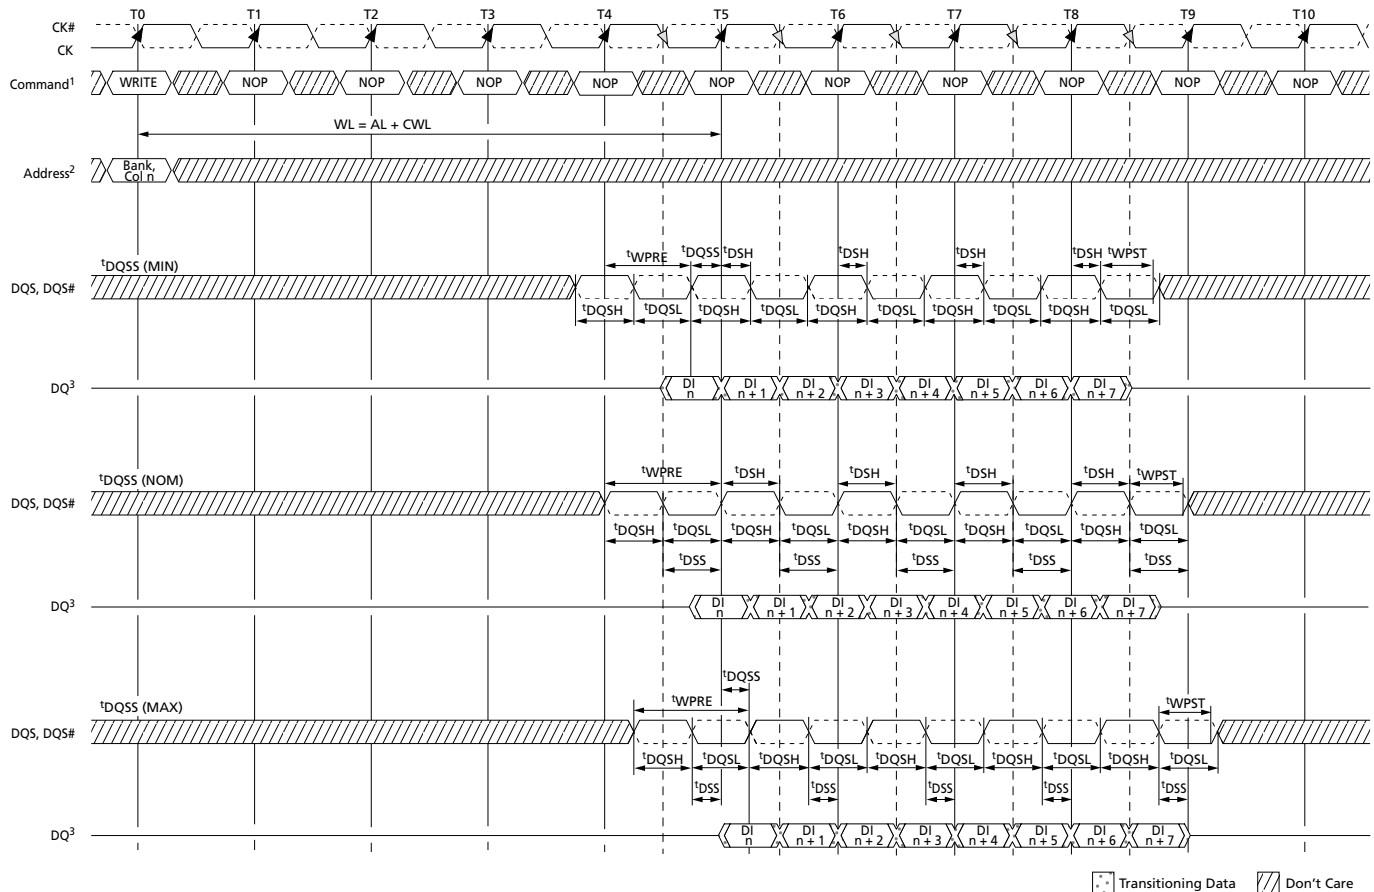 T0 T1 T2 T3 T4 T5 T6 T7 T8 T9 T10
CK#
CK
Command1 WRITE NOP NOP NOP NOP NOP NOP NOP NOP NOP NOP
WL = AL + CWL
Address2 Bank, Col n
tDQSS (MIN) tWPRE tDQSS tDSH tDSH tDSH tDSH tWPST
DQS, DQS#
tDQSH tDQSL tDQSH tDQSL tDQSH tDQSL tDQSH tDQSL tDQSH tDQSL
DQ3 DI n DI n + 1 DI n + 2 DI n + 3 DI n + 4 DI n + 5 DI n + 6 DI n + 7
tDQSS (NOM) tWPRE tDSH tDSH tDSH tDSH tWPST
DQS, DQS#
tDQSH tDQSL tDQSH tDQSL tDQSH tDQSL tDQSH tDQSL tDQSH tDQSL
tDSS tDSS tDSS tDSS tDSS
DQ3 DI n DI n + 1 DI n + 2 DI n + 3 DI n + 4 DI n + 5 DI n + 6 DI n + 7
tDQSS
tDQSS (MAX) tWPRE tWPST
DQS, DQS#
tDQSH tDQSL tDQSH tDQSL tDQSH tDQSL tDQSH tDQSL tDQSH tDQSL
tDSS tDSS tDSS tDSS tDSS
DQ3 DI n DI n + 1 DI n + 2 DI n + 3 DI n + 4 DI n + 5 DI n + 6 DI n + 7
Transitioning Data Don't Care